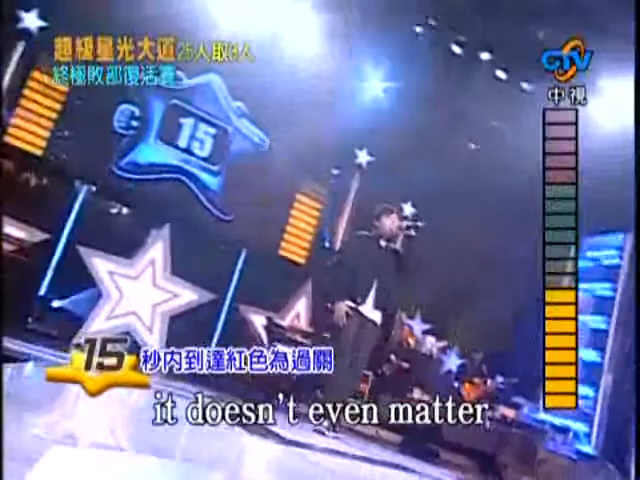 超級星光大道25人取9人
終極敗部復活賽
CTV
中視
15
15 秒內到達紅色為過關
it doesn't even matter